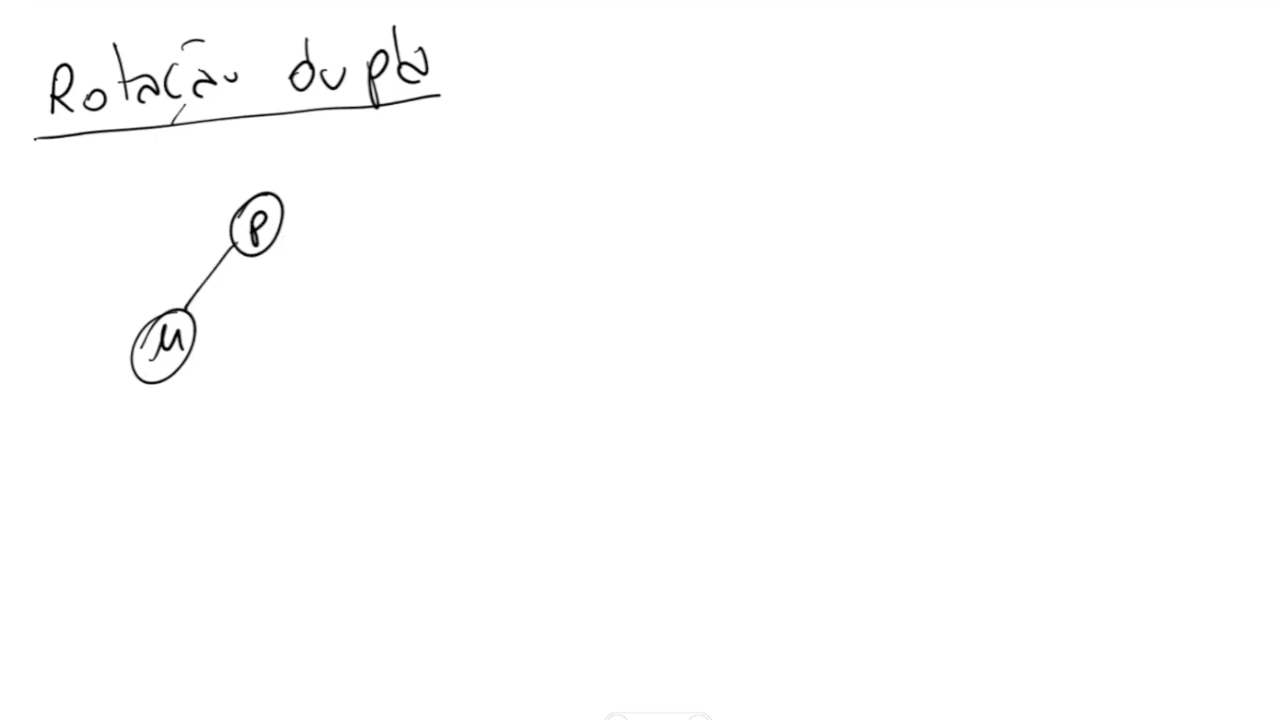 Rotação dupla
p
μ